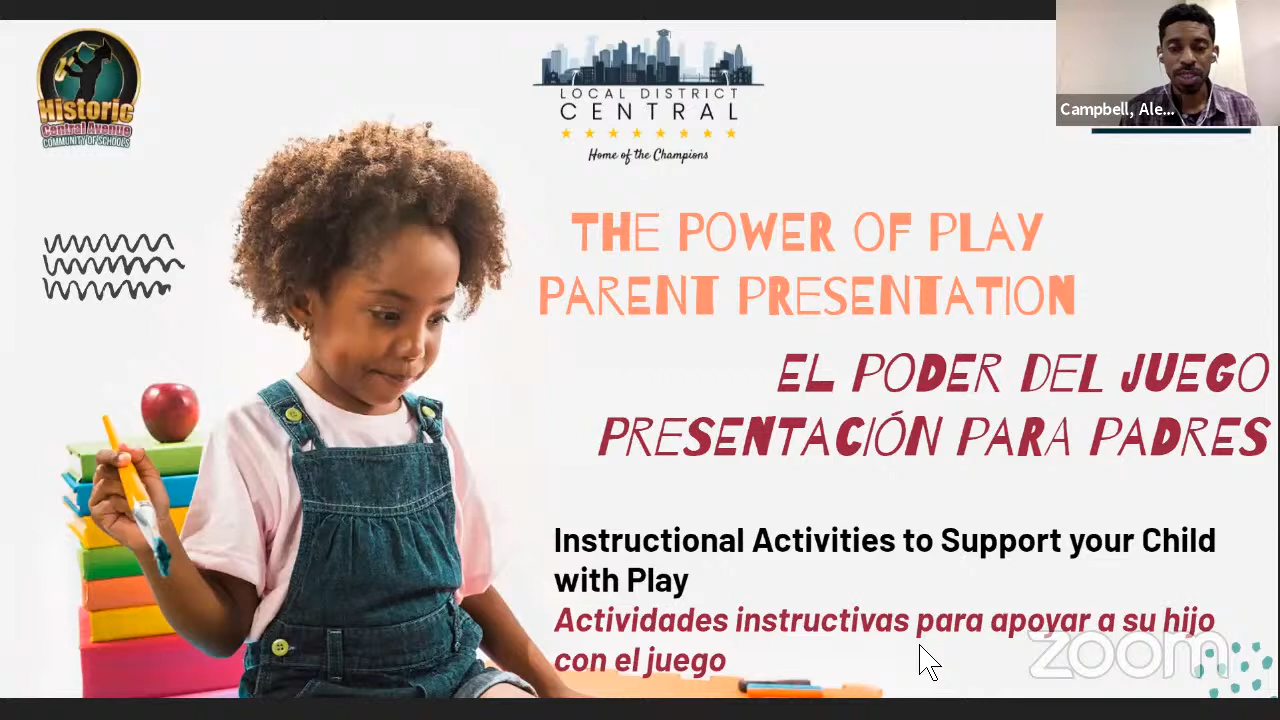 Historic
Central Avenue
COMMUNITY OF SCHOOLS
LOCAL DISTRICT
CENTRAL
Home of the Champions
Campbell, Ale...
THE POWER OF PLAY
PARENT PRESENTATION
EL PODER DEL JUEGO
PRESENTACIÓN PARA PADRES
Instructional Activities to Support your Child
with Play
Actividades instructivas para apoyar a su hijo
con el juego
zoom